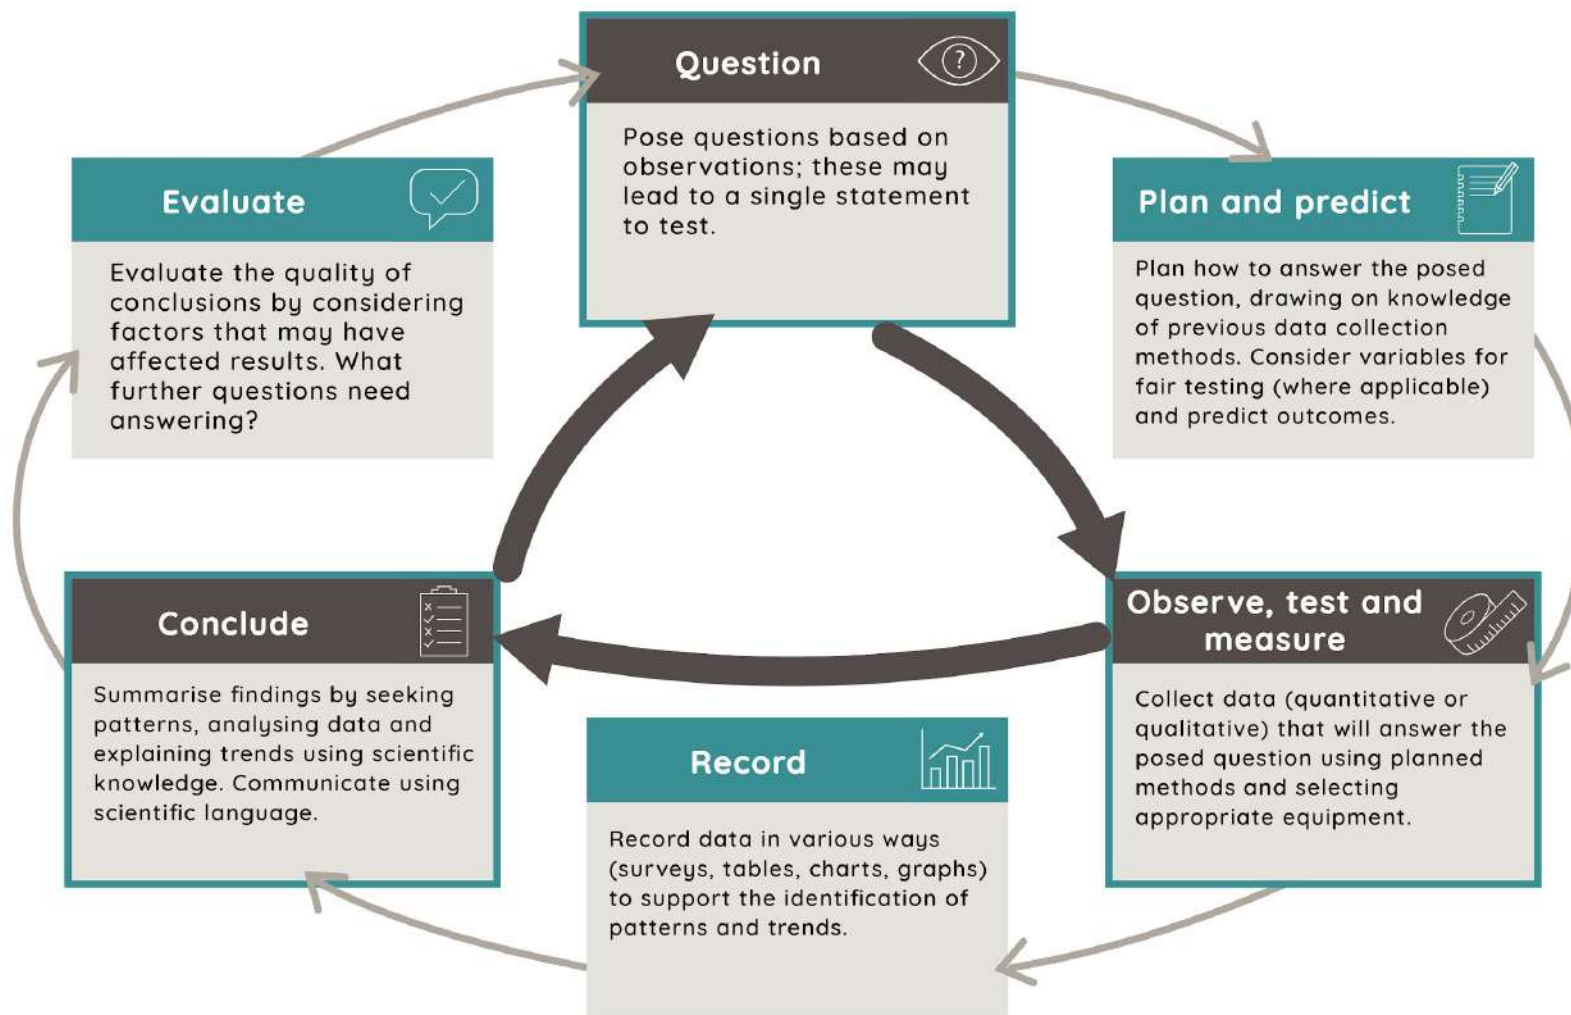 Question
Pose questions based on
observations; these may
lead to a single statement
to test.
Plan and predict
Plan how to answer the posed
question, drawing on knowledge
of previous data collection
methods. Consider variables for
fair testing (where applicable)
and predict outcomes.
Observe, test and
measure
Collect data (quantitative or
qualitative) that will answer the
posed question using planned
methods and selecting
appropriate equipment.
Record
Record data in various ways
(surveys, tables, charts, graphs)
to support the identification of
patterns and trends.
Conclude
Summarise findings by seeking
patterns, analysing data and
explaining trends using scientific
knowledge. Communicate using
scientific language.
Evaluate
Evaluate the quality of
conclusions by considering
factors that may have
affected results. What
further questions need
answering?